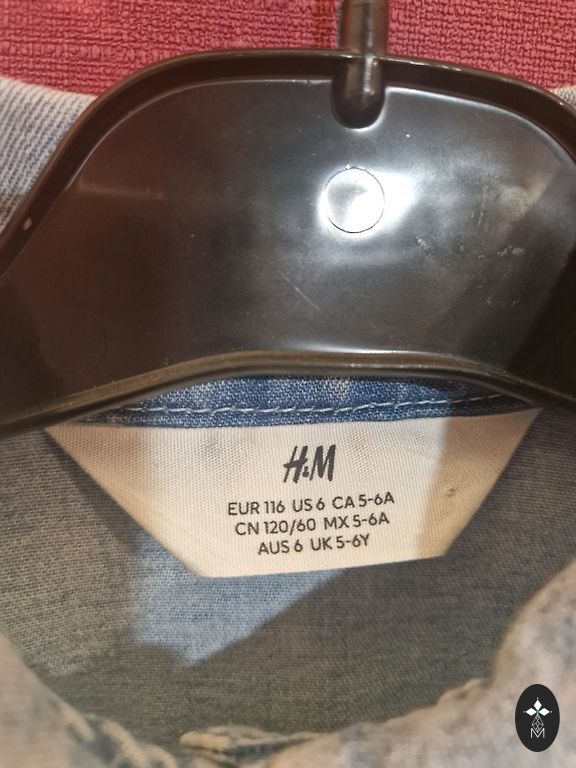 H&M
EUR 116 US 6 CA 5-6A
CN 120/60 MX 5-6A
AUS 6 UK 5-6Y
M